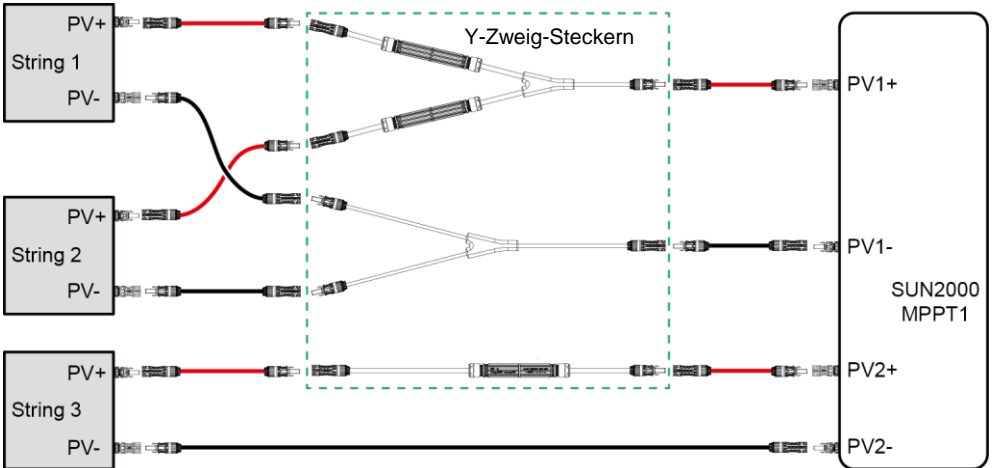 PV+
String 1
PV-
Y-Zweig-Steckern
PV1+
PV+
String 2
PV-
PV1-
SUN2000
MPPT1
PV+
String 3
PV-
PV2+
PV2-